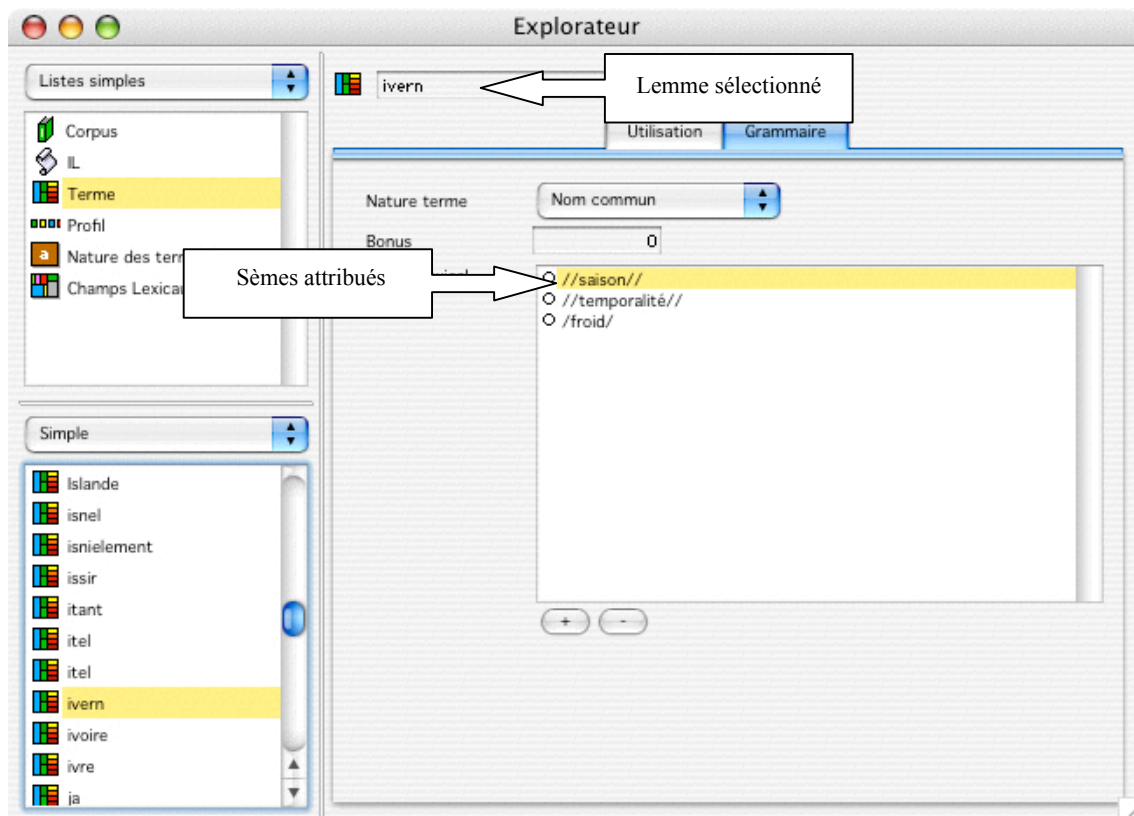 Explorateur
Listes simples
Corpus
IL
Terme
Profil
Nature des ter
Champs Lexica
Simple
Islande
isnel
isnielement
issir
itant
itel
itel
ivern
ivoire
ivre
ja
ivern
Lemme sélectionné
Utilisation
Grammaire
Nature terme
Nom commun
Bonus
0
Sèmes attribués
//saison//
//temporalité//
/froid/
+
-